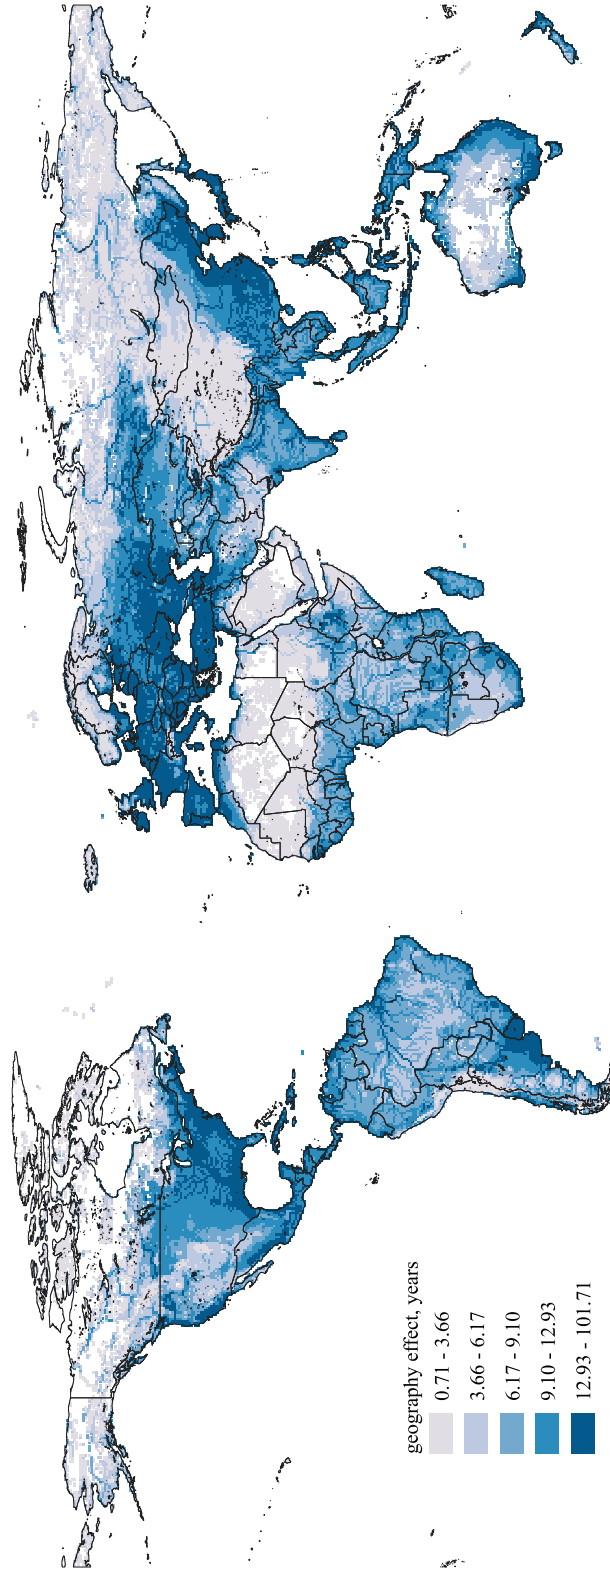 geography effect, years
0.71 - 3.66
3.66 - 6.17
6.17 - 9.10
9.10 - 12.93
12.93 - 101.71